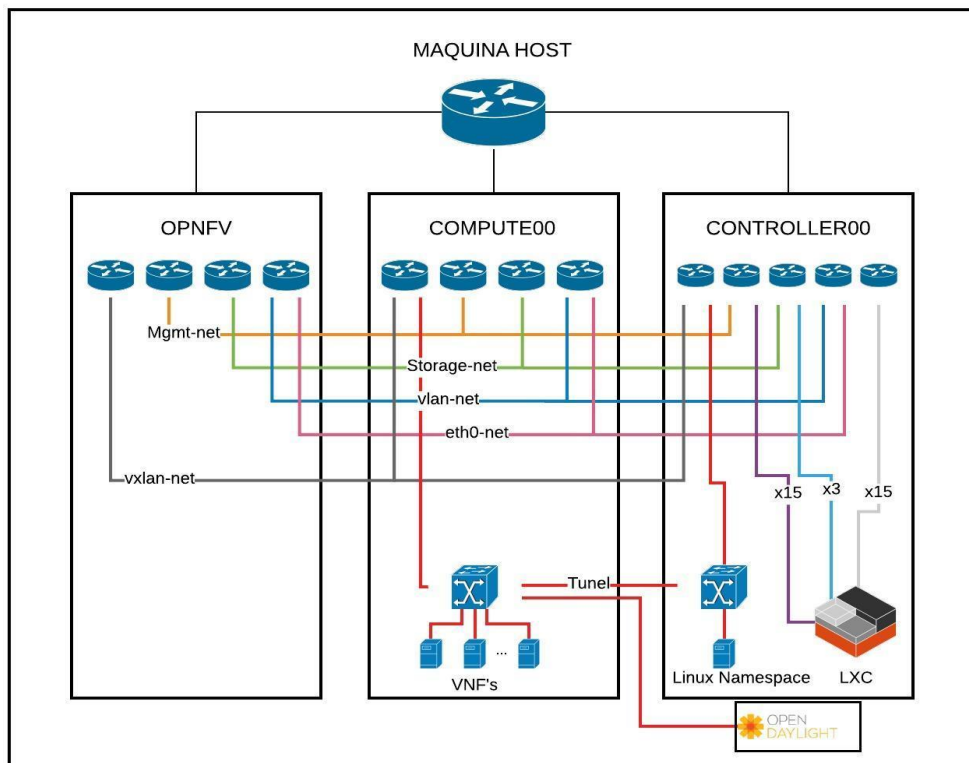 MAQUINA HOST
OPNFV
COMPUTE00
CONTROLLER00
Mgmt-net
Storage-net
vlan-net
eth0-net
vxlan-net
x15
x3
x15
Tunel
...
VNF's
Linux Namespace
LXC
OPEN
DAYLIGHT